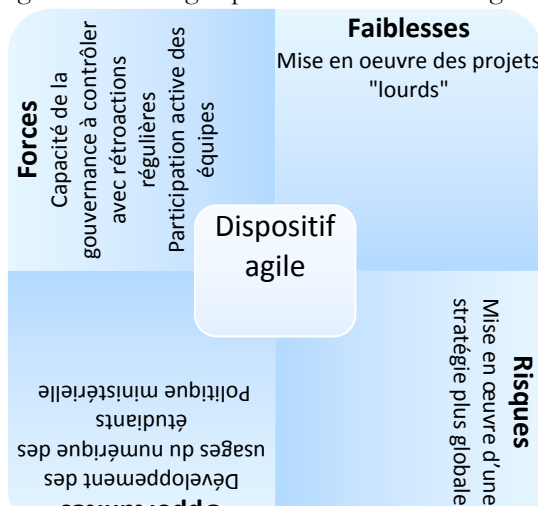 Faiblesses
Mise en oeuvre des projets
"lourds"
Forces
Capacité de la
gouvernance à contrôler
avec rétroactions
régulières
Participation active des
équipes
Dispositif
agile
Risques
Mise en œuvre d'une
stratégie plus globale
Développement des
usages du numérique des
étudiants
Politique ministérielle